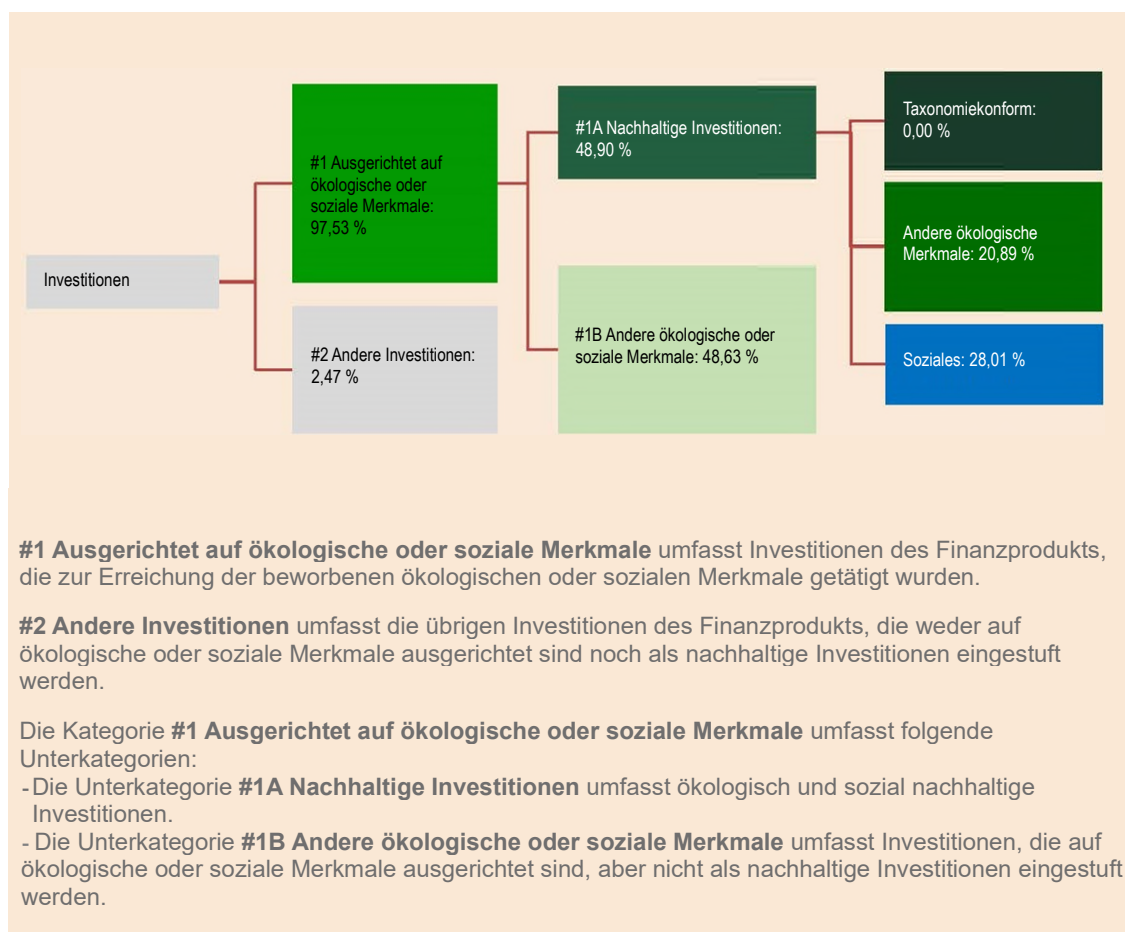 Investitionen
#1 Ausgerichtet auf
ökologische oder
soziale Merkmale:
97,53 %
#2 Andere Investitionen:
2,47 %
#1A Nachhaltige Investitionen:
48,90 %
#1B Andere ökologische oder
soziale Merkmale: 48,63 %
Taxonomiekonform:
0,00 %
Andere ökologische
Merkmale: 20,89 %
Soziales: 28,01 %
#1 Ausgerichtet auf ökologische oder soziale Merkmale umfasst Investitionen des Finanzprodukts,
die zur Erreichung der beworbenen ökologischen oder sozialen Merkmale getätigt wurden.
#2 Andere Investitionen umfasst die übrigen Investitionen des Finanzprodukts, die weder auf
ökologische oder soziale Merkmale ausgerichtet sind noch als nachhaltige Investitionen eingestuft
werden.
Die Kategorie #1 Ausgerichtet auf ökologische oder soziale Merkmale umfasst folgende
Unterkategorien:
- Die Unterkategorie #1A Nachhaltige Investitionen umfasst ökologisch und sozial nachhaltige
Investitionen.
- Die Unterkategorie #1B Andere ökologische oder soziale Merkmale umfasst Investitionen, die auf
ökologische oder soziale Merkmale ausgerichtet sind, aber nicht als nachhaltige Investitionen eingestuft
werden.